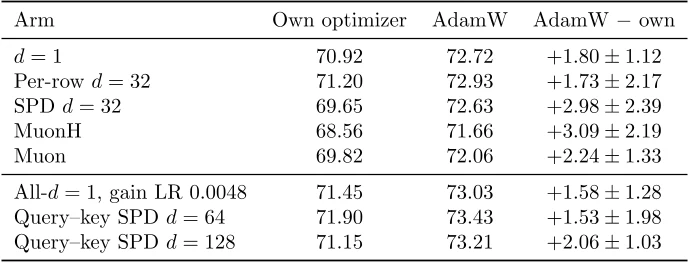 Arm Own optimizer AdamW AdamW − own
d = 1 70.92 72.72 +1.80 ± 1.12
Per-row d = 32 71.20 72.93 +1.73 ± 2.17
SPD d = 32 69.65 72.63 +2.98 ± 2.39
MuonH 68.56 71.66 +3.09 ± 2.19
Muon 69.82 72.06 +2.24 ± 1.33
All-d = 1, gain LR 0.0048 71.45 73.03 +1.58 ± 1.28
Query–key SPD d = 64 71.90 73.43 +1.53 ± 1.98
Query–key SPD d = 128 71.15 73.21 +2.06 ± 1.03